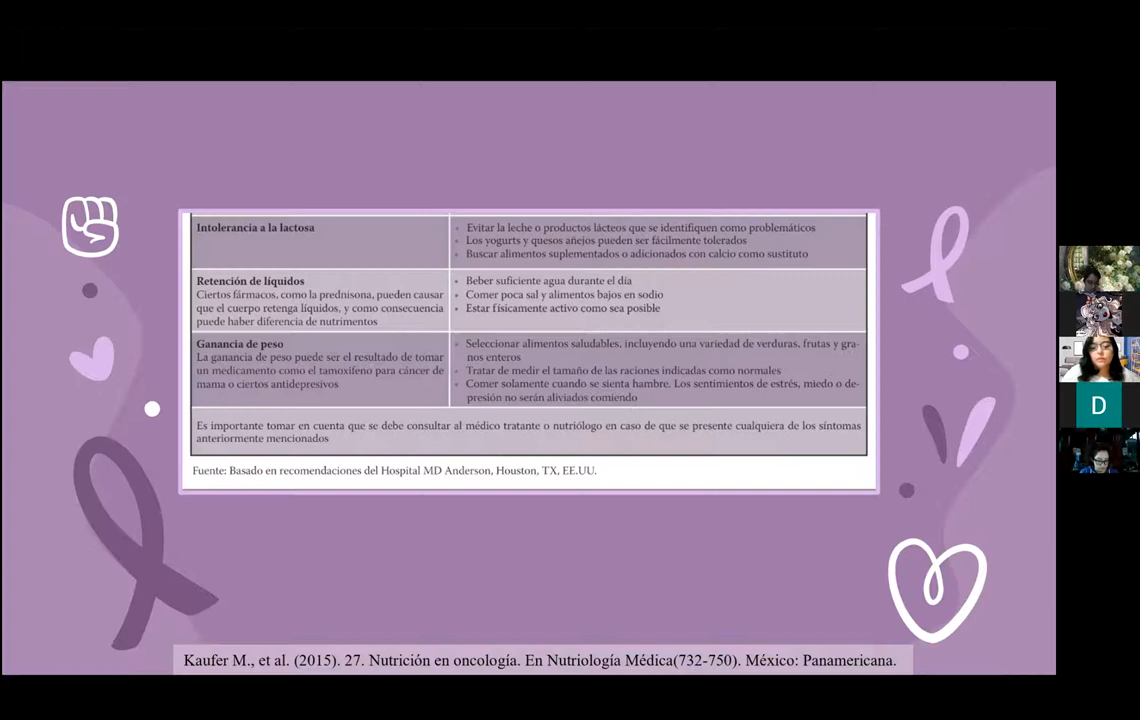 Intolerancia a la lactosa
• Evitar la leche o productos lácteos que se identifiquen como problemáticos
• Los yogurts y quesos añejos pueden ser fácilmente tolerados
• Buscar alimentos suplementados o adicionados con calcio como sustituto
Retención de líquidos
Ciertos fármacos, como la prednisona, pueden causar
que el cuerpo retenga líquidos, y como consecuencia
puede haber diferencia de nutrimentos
• Beber suficiente agua durante el día
• Comer poca sal y alimentos bajos en sodio
• Estar físicamente activo como sea posible
Ganancia de peso
La ganancia de peso puede ser el resultado de tomar
un medicamento como el tamoxifeno para cáncer de
mama o ciertos antidepresivos
• Seleccionar alimentos saludables, incluyendo una variedad de verduras, frutas y gra-
nos enteros
• Tratar de medir el tamaño de las raciones indicadas como normales
• Comer solamente cuando se sienta hambre. Los sentimientos de estrés, miedo o de-
presión no serán aliviados comiendo
Es importante tomar en cuenta que se debe consultar al médico tratante o nutriólogo en caso de que se presente cualquiera de los síntomas
anteriormente mencionados
Fuente: Basado en recomendaciones del Hospital MD Anderson, Houston, TX, EE.UU.
Kaufer M., et al. (2015). 27. Nutrición en oncología. En Nutriología Médica(732-750). México: Panamericana.
D